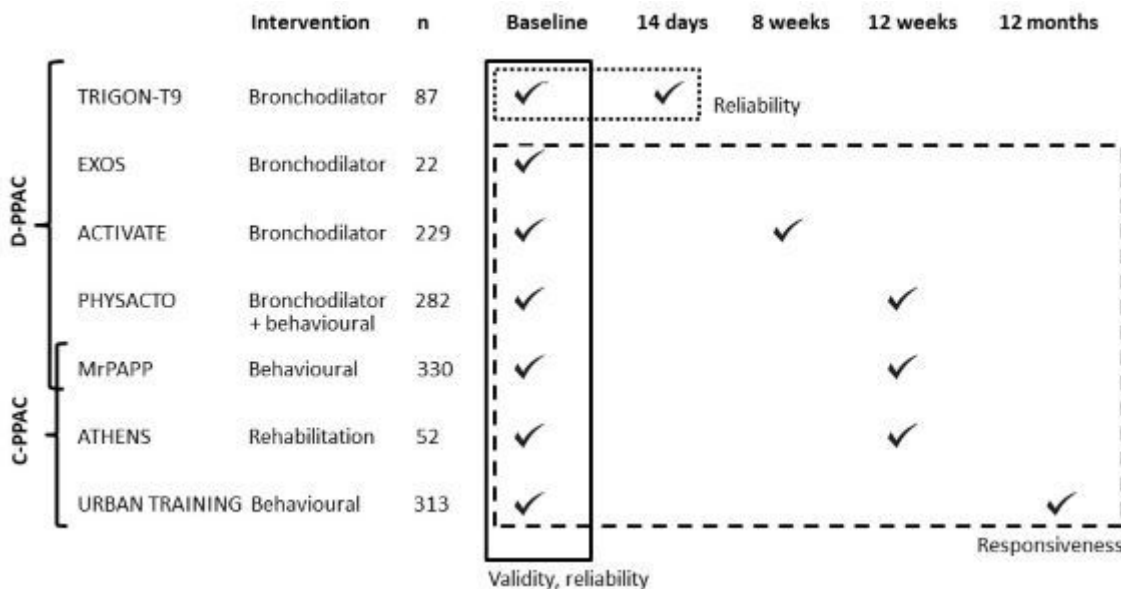 Intervention n Baseline 14 days 8 weeks 12 weeks 12 months
TRIGON-T9 Bronchodilator 87
Reliability
EXOS Bronchodilator 22
D-PPAC
ACTIVATE Bronchodilator 229
PHYSACTO Bronchodilator 282
+ behavioural
MrPAPP Behavioural 330
C-PPAC
ATHENS Rehabilitation 52
URBAN TRAINING Behavioural 313
Responsiveness
Validity, reliability